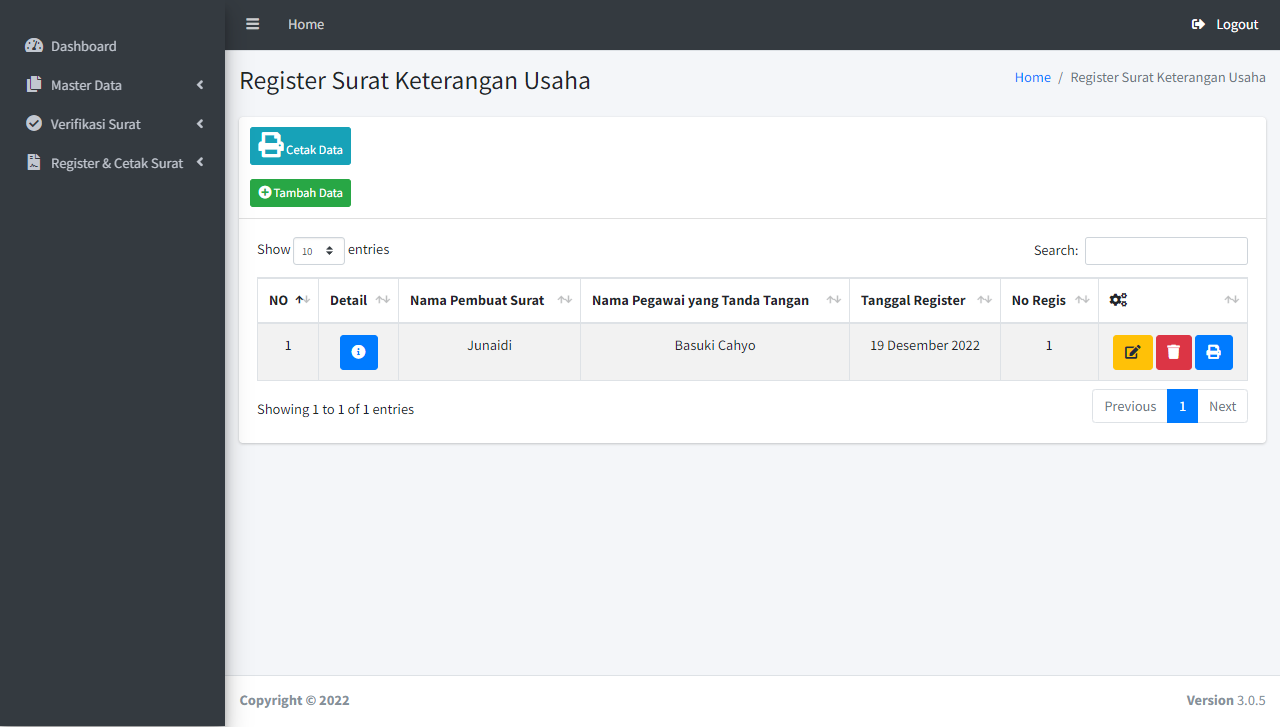 Home
Logout
Dashboard
Master Data
Verifikasi Surat
Register & Cetak Surat
Register Surat Keterangan Usaha
Home / Register Surat Keterangan Usaha
Cetak Data
Tambah Data
Show 10 entries
Search:
NO Detail Nama Pembuat Surat Nama Pegawai yang Tanda Tangan Tanggal Register No Regis
1 Junaidi Basuki Cahyo 19 Desember 2022 1
Showing 1 to 1 of 1 entries
Previous 1 Next
Copyright © 2022
Version 3.0.5